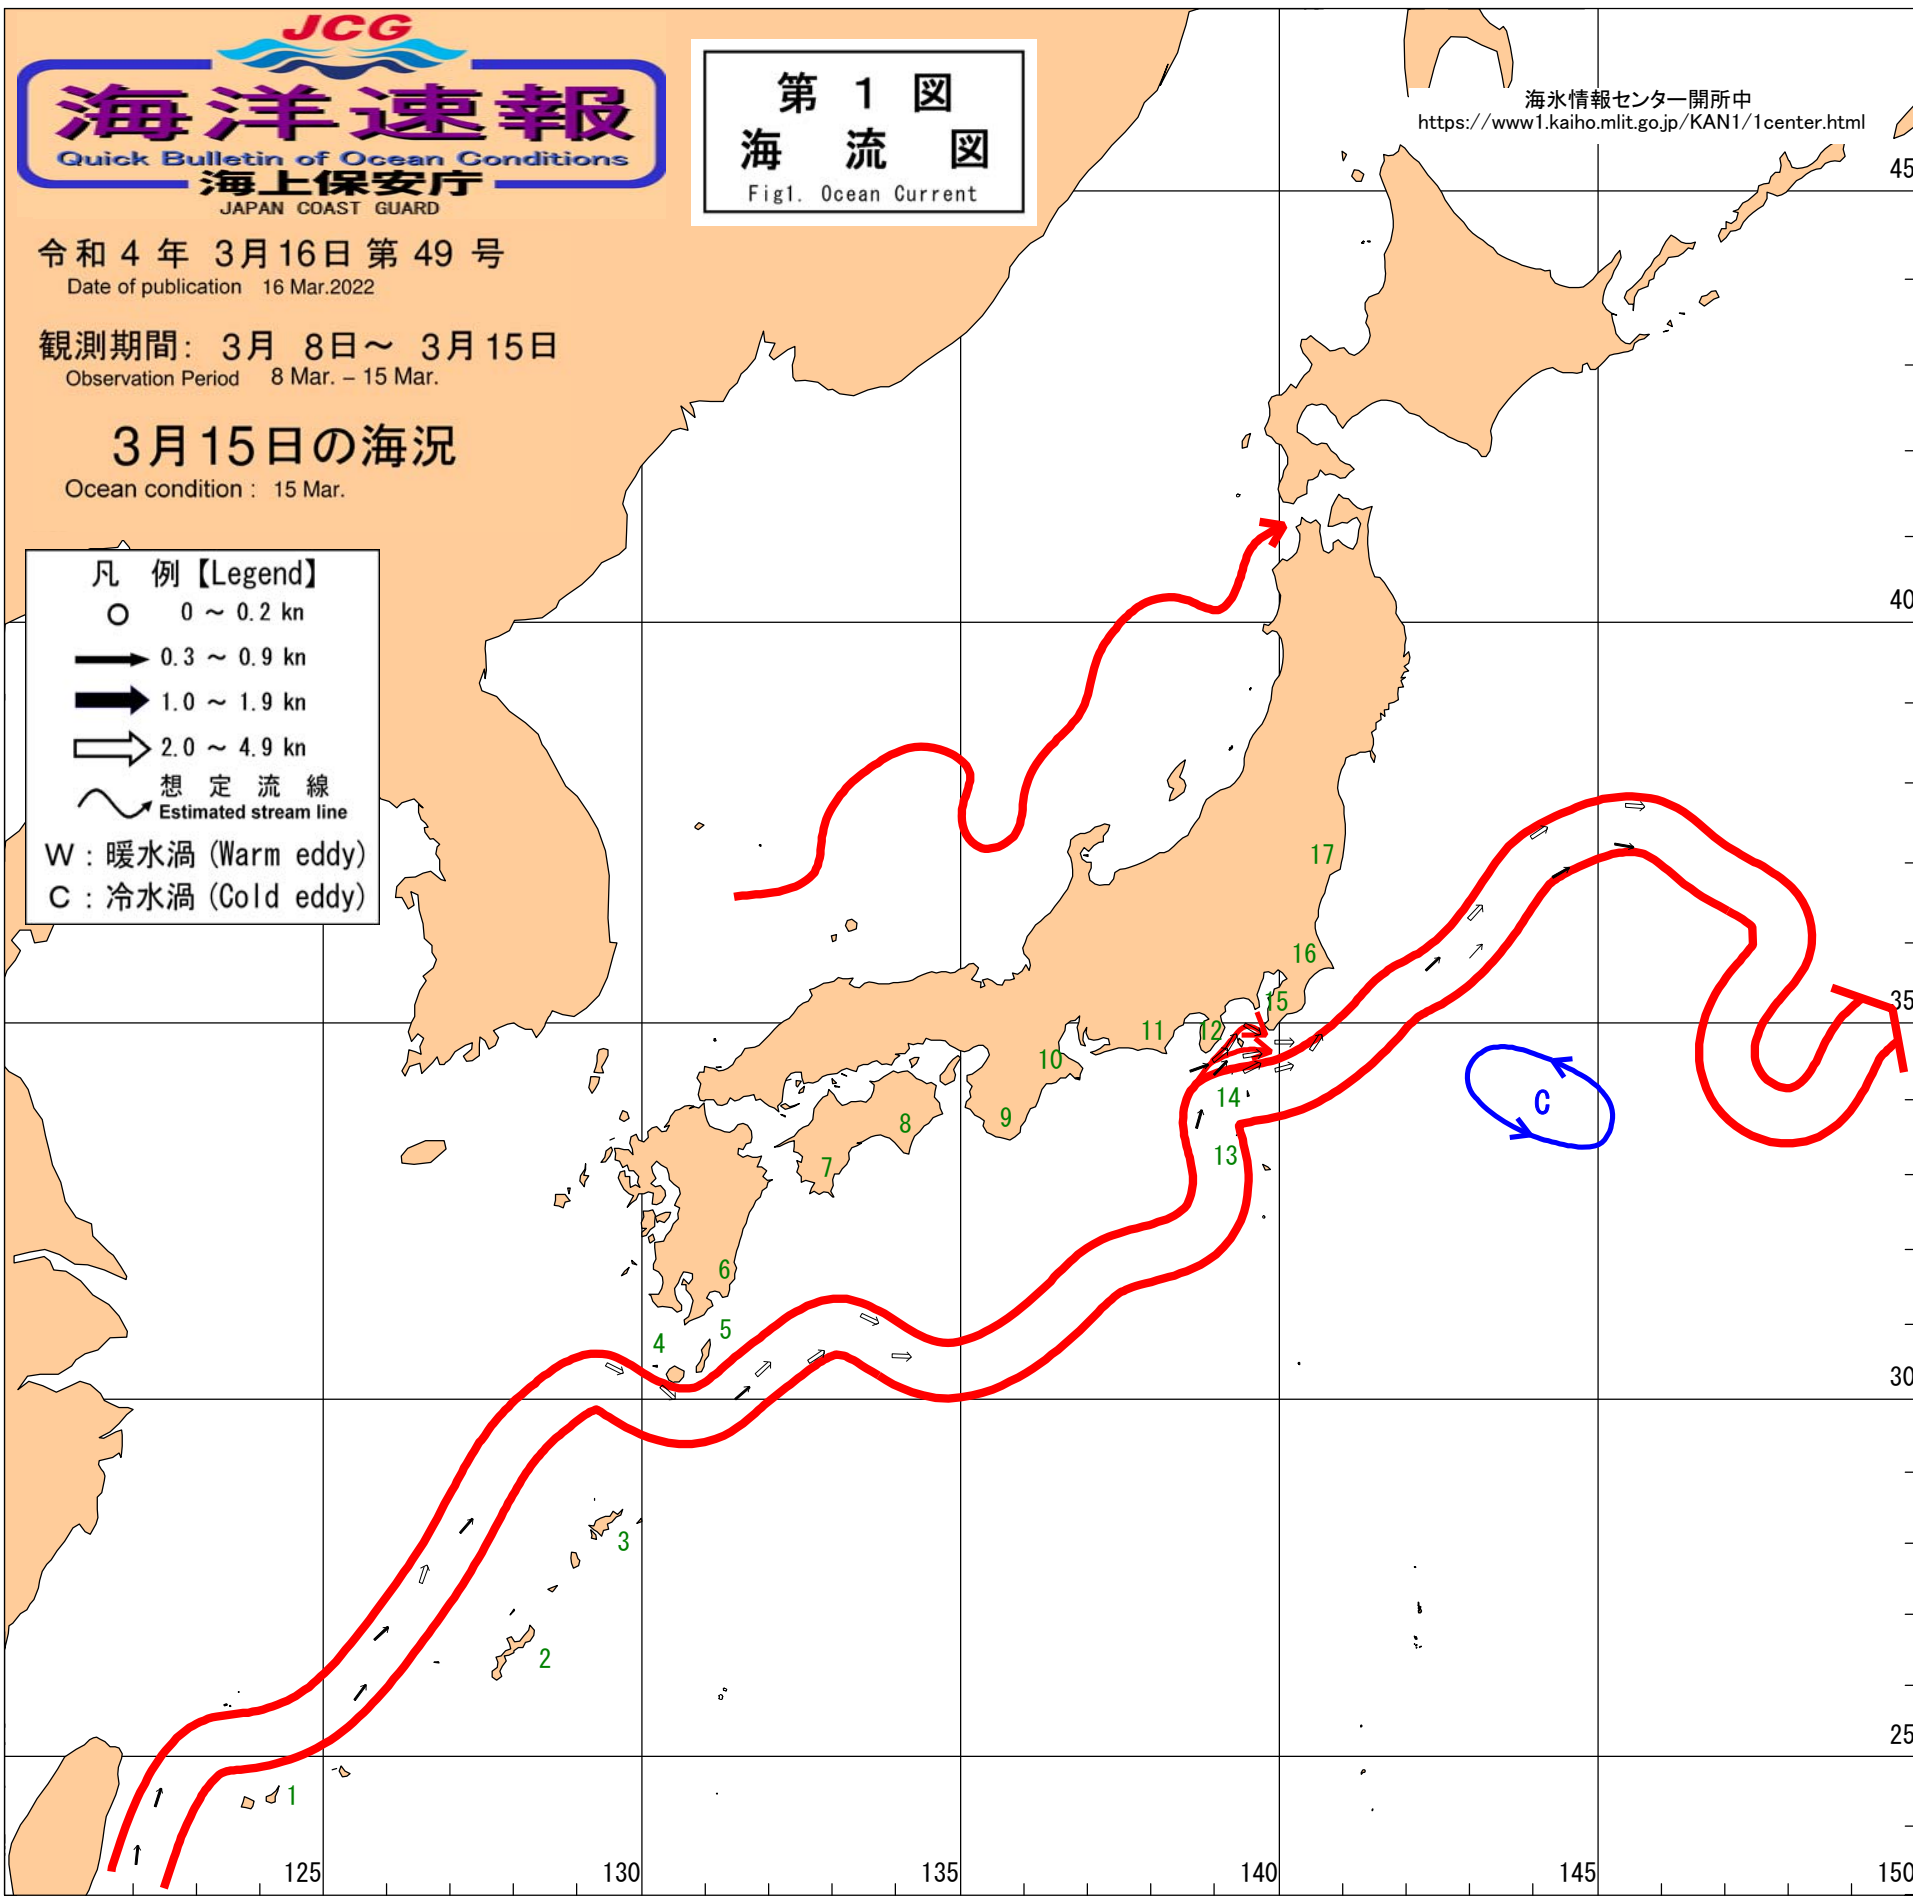 JCG
海洋速報
Quick Bulletin of Ocean Conditions
海上保安庁
JAPAN COAST GUARD
第 1 図
海 流 図
Fig1. Ocean Current
海氷情報センター開所中
https://www1.kaiho.mlit.go.jp/KAN1/1center.html
令和 4 年 3月16日 第 49 号
Date of publication 16 Mar.2022
観測期間: 3月 8日～ 3月15日
Observation Period 8 Mar. – 15 Mar.
3月15日の海況
Ocean condition : 15 Mar.
凡 例【Legend】
0 ～ 0.2 kn
0.3 ～ 0.9 kn
1.0 ～ 1.9 kn
2.0 ～ 4.9 kn
想 定 流 線
Estimated stream line
W : 暖水渦 (Warm eddy)
C : 冷水渦 (Cold eddy)
45
40
17
16
35
15
12
11
10
14
C
9
8
13
7
6
5
4
30
3
2
25
1
125
130
135
140
145
150